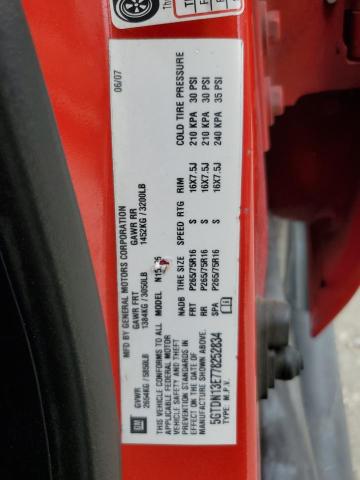 MFD BY GENERAL MOTORS CORPORATION
06/07
GM
GVWR
2654KG / 5850LB
GAWR FRT
1384KG / 3050LB
GAWR RR
1452KG / 3200LB
THIS VEHICLE CONFORMS TO ALL
APPLICABLE FEDERAL MOTOR
VEHICLE SAFETY AND THEFT
PREVENTION STANDARDS IN
EFFECT ON THE DATE OF
MANUFACTURE SHOWN ABOVE.
5GTDN13E778252834
TYPE: M.P.V.
MODEL
NADB TIRE SIZE SPEED RTG RIM COLD TIRE PRESSURE
FRT P265/75R16 S 16X7.5J 210 KPA 30 PSI
RR P265/75R16 S 16X7.5J 210 KPA 30 PSI
SPA P265/75R16 S 16X7.5J 240 KPA 35 PSI